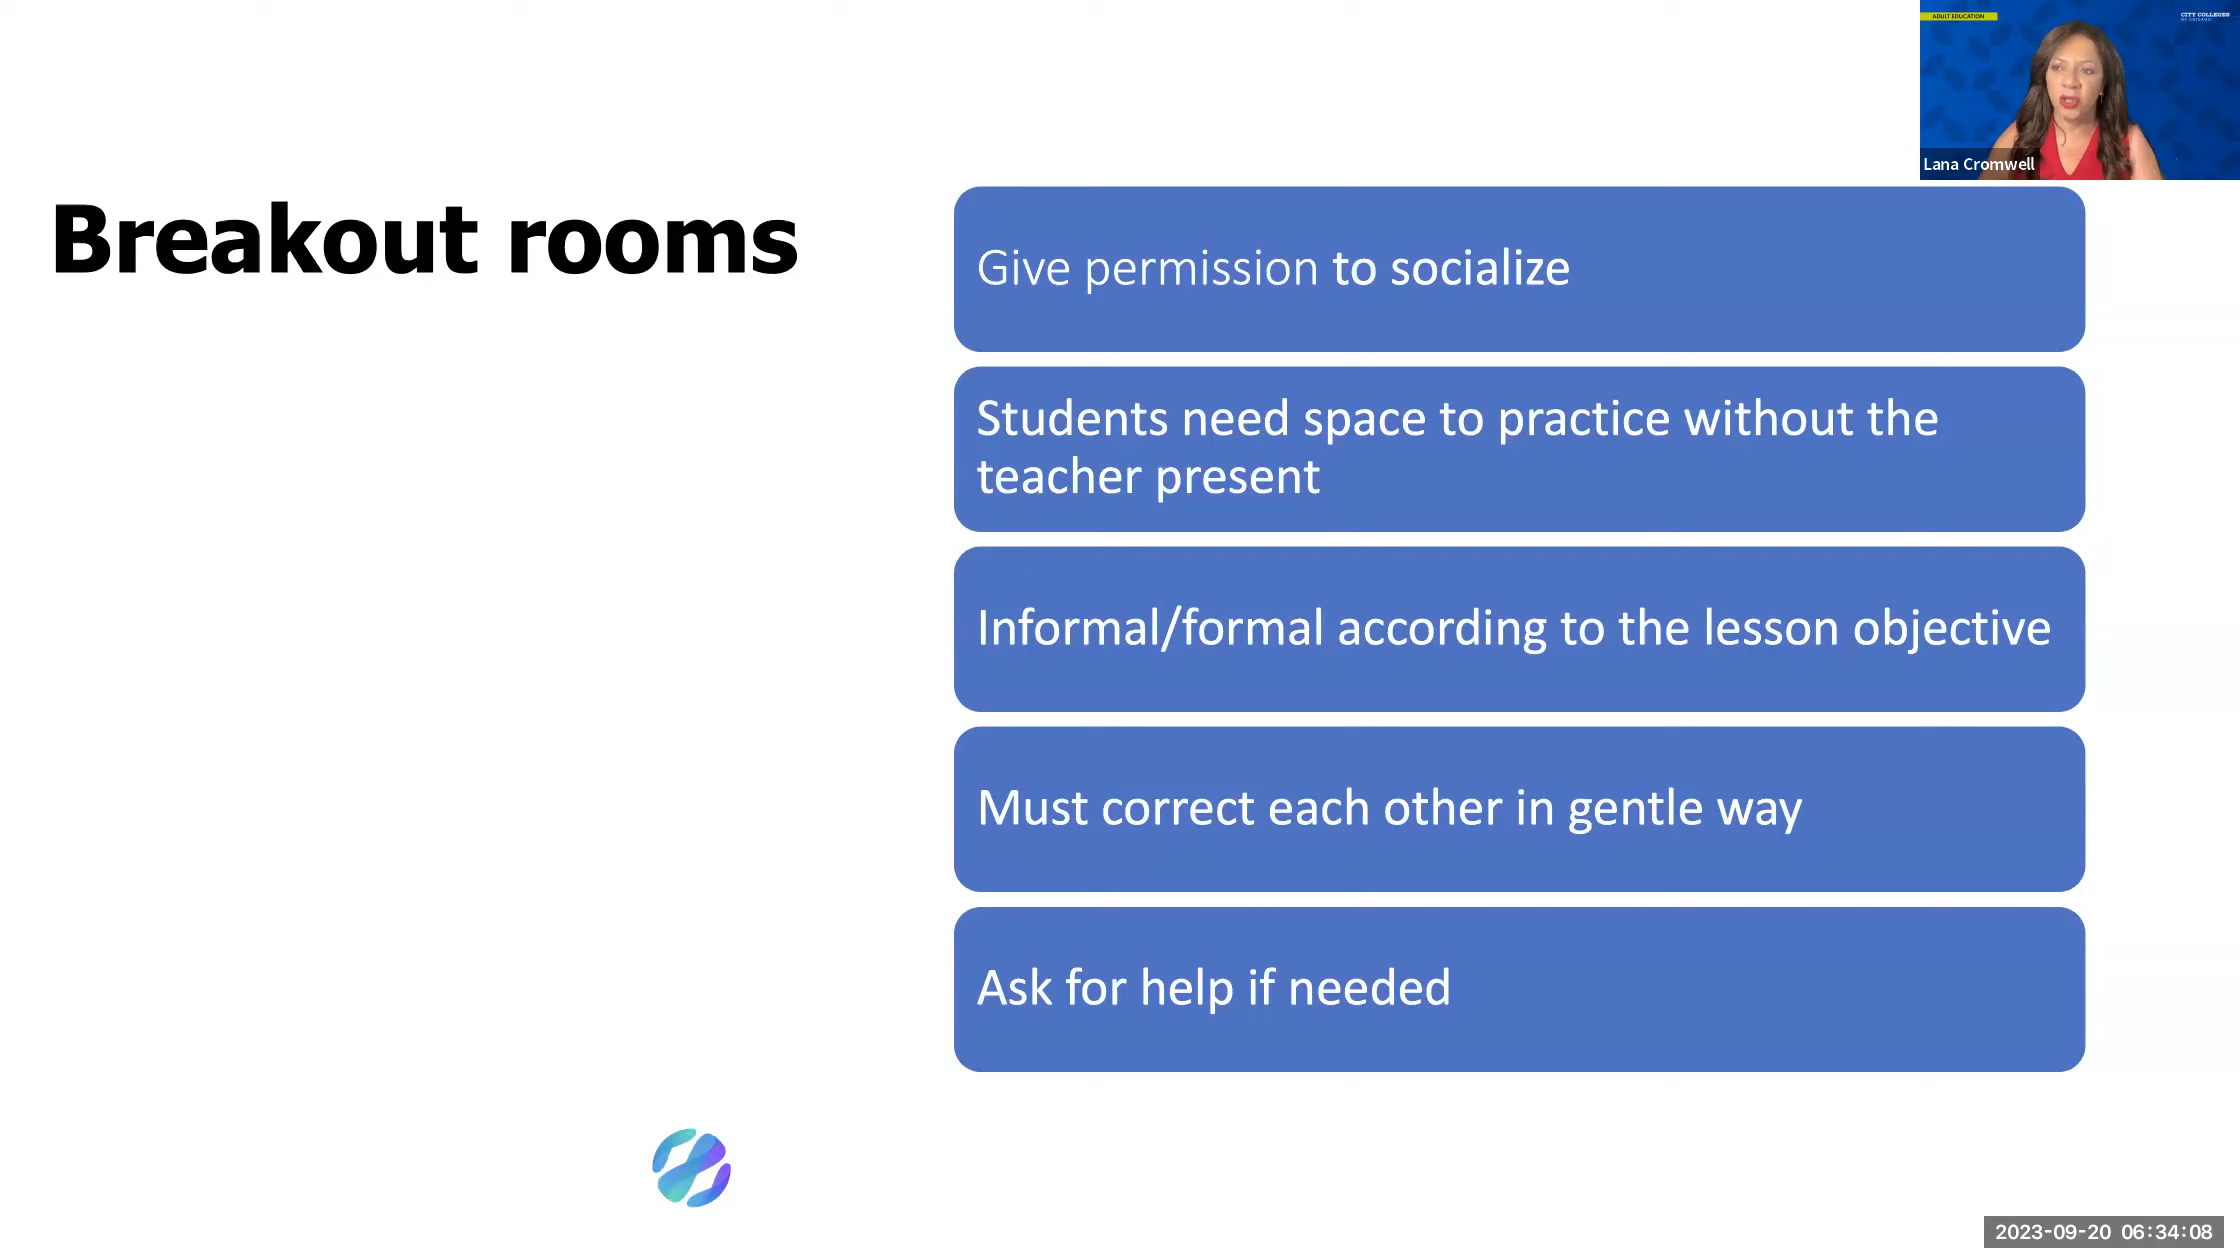 ADULT EDUCATION
CITY COLLEGES
OF CHICAGO
Lana Cromwell
Breakout rooms
Give permission to socialize
Students need space to practice without the
teacher present
Informal/formal according to the lesson objective
Must correct each other in gentle way
Ask for help if needed
2023-09-20 06:34:08